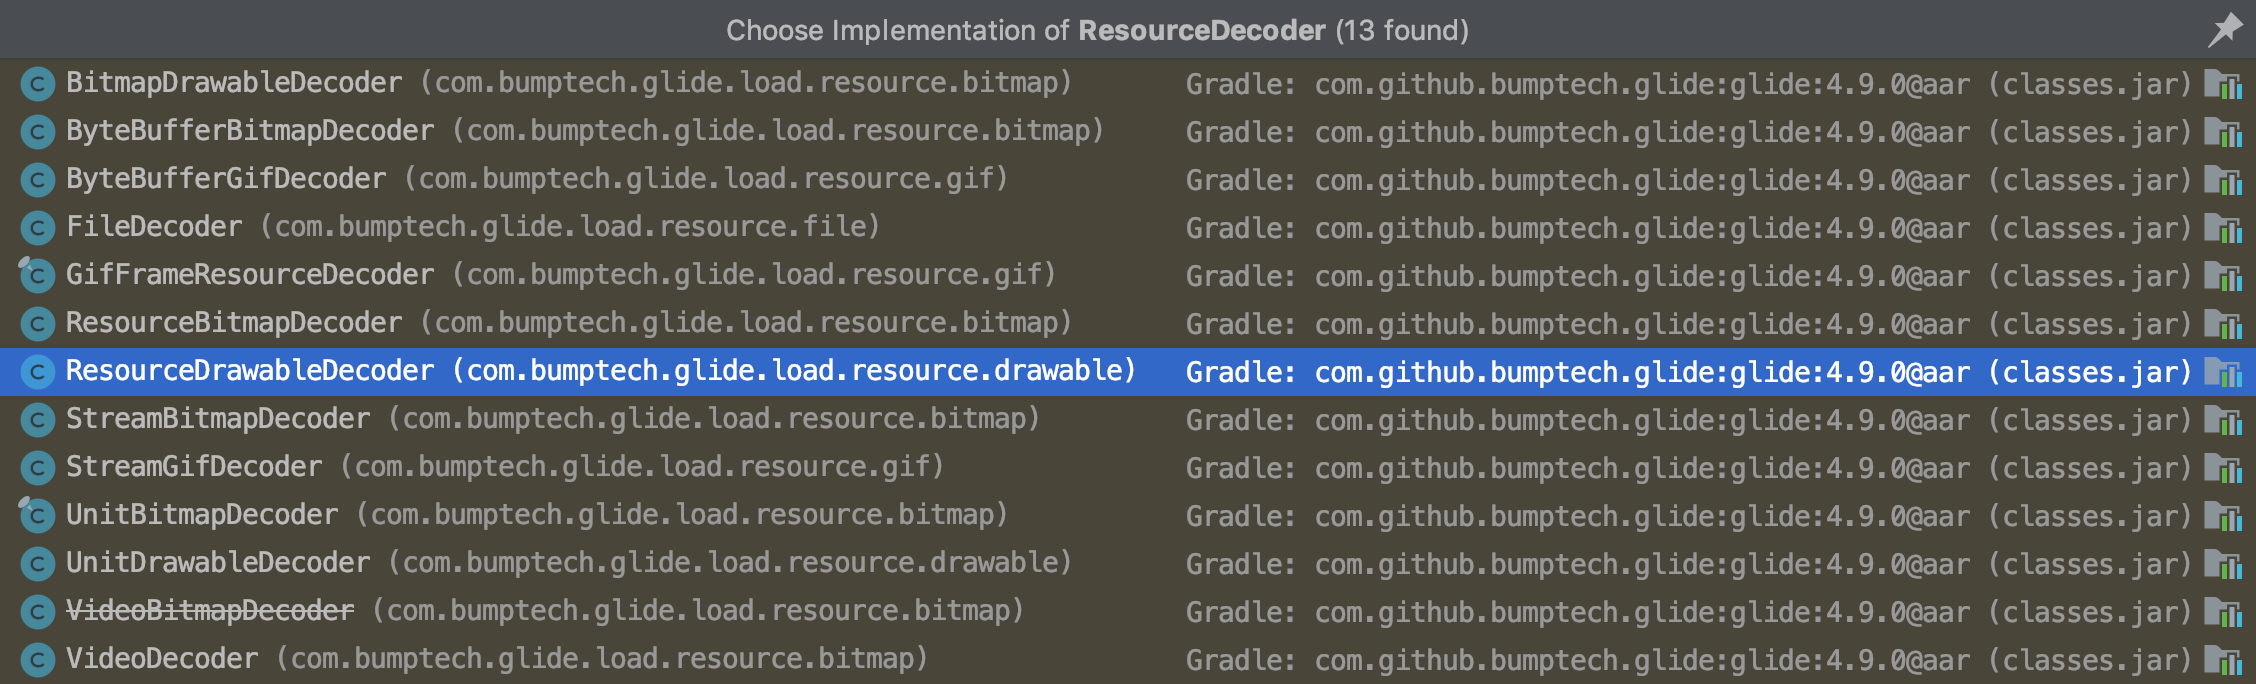 Choose Implementation of ResourceDecoder (13 found)
BitmapDrawableDecoder (com.bumptech.glide.load.resource.bitmap) Gradle: com.github.bumptech.glide:glide:4.9.0@aar (classes.jar)
ByteBufferBitmapDecoder (com.bumptech.glide.load.resource.bitmap) Gradle: com.github.bumptech.glide:glide:4.9.0@aar (classes.jar)
ByteBufferGifDecoder (com.bumptech.glide.load.resource.gif) Gradle: com.github.bumptech.glide:glide:4.9.0@aar (classes.jar)
FileDecoder (com.bumptech.glide.load.resource.file) Gradle: com.github.bumptech.glide:glide:4.9.0@aar (classes.jar)
GifFrameResourceDecoder (com.bumptech.glide.load.resource.gif) Gradle: com.github.bumptech.glide:glide:4.9.0@aar (classes.jar)
ResourceBitmapDecoder (com.bumptech.glide.load.resource.bitmap) Gradle: com.github.bumptech.glide:glide:4.9.0@aar (classes.jar)
ResourceDrawableDecoder (com.bumptech.glide.load.resource.drawable) Gradle: com.github.bumptech.glide:glide:4.9.0@aar (classes.jar)
StreamBitmapDecoder (com.bumptech.glide.load.resource.bitmap) Gradle: com.github.bumptech.glide:glide:4.9.0@aar (classes.jar)
StreamGifDecoder (com.bumptech.glide.load.resource.gif) Gradle: com.github.bumptech.glide:glide:4.9.0@aar (classes.jar)
UnitBitmapDecoder (com.bumptech.glide.load.resource.bitmap) Gradle: com.github.bumptech.glide:glide:4.9.0@aar (classes.jar)
UnitDrawableDecoder (com.bumptech.glide.load.resource.drawable) Gradle: com.github.bumptech.glide:glide:4.9.0@aar (classes.jar)
VideoBitmapDecoder (com.bumptech.glide.load.resource.bitmap) Gradle: com.github.bumptech.glide:glide:4.9.0@aar (classes.jar)
VideoDecoder (com.bumptech.glide.load.resource.bitmap) Gradle: com.github.bumptech.glide:glide:4.9.0@aar (classes.jar)